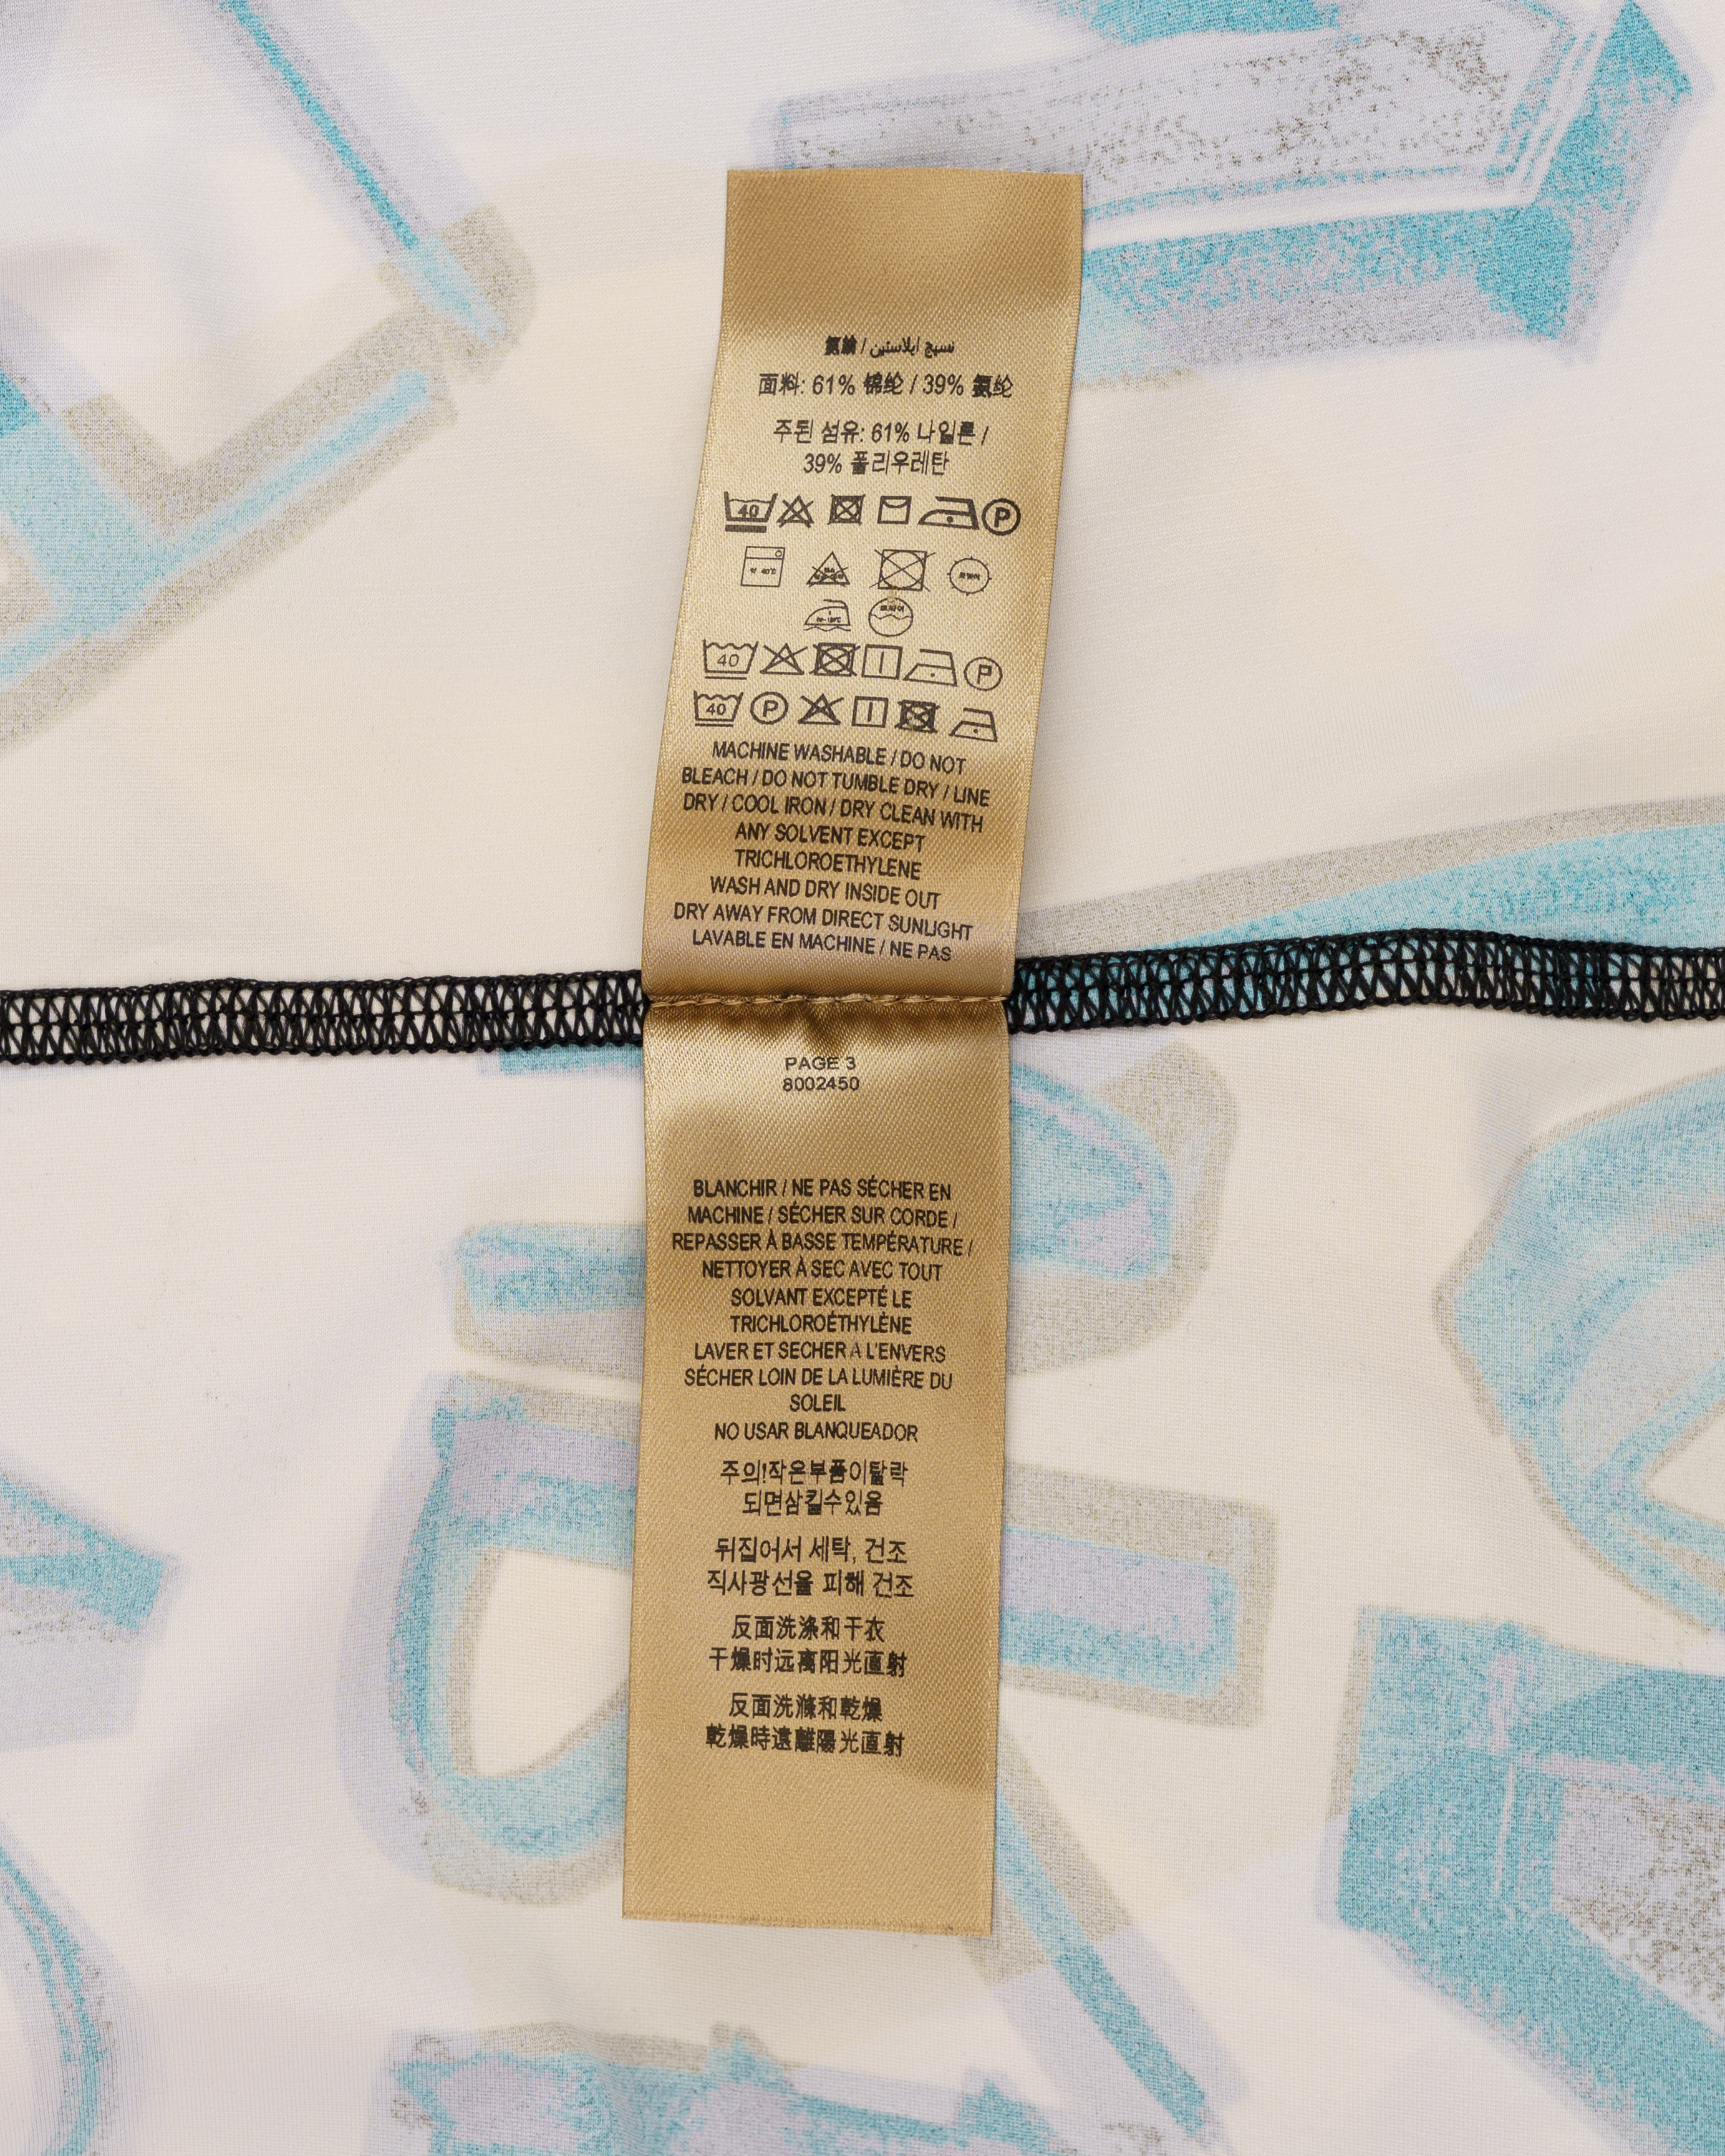 氨綸 / نسيج ايلاستين
面料: 61% 锦纶 / 39% 氨纶
주된 섬유: 61% 나일론 /
39% 폴리우레탄
40 P
약 40℃
40 P
40 P
MACHINE WASHABLE / DO NOT
BLEACH / DO NOT TUMBLE DRY / LINE
DRY / COOL IRON / DRY CLEAN WITH
ANY SOLVENT EXCEPT
TRICHLOROETHYLENE
WASH AND DRY INSIDE OUT
DRY AWAY FROM DIRECT SUNLIGHT
LAVABLE EN MACHINE / NE PAS
PAGE 3
8002450
BLANCHIR / NE PAS SÉCHER EN
MACHINE / SÉCHER SUR CORDE /
REPASSER À BASSE TEMPÉRATURE /
NETTOYER À SEC AVEC TOUT
SOLVANT EXCEPTÉ LE
TRICHLOROÉTHYLÈNE
LAVER ET SECHER A L'ENVERS
SÉCHER LOIN DE LA LUMIÈRE DU
SOLEIL
NO USAR BLANQUEADOR
주의!작은부품이탈락
되면삼킬수있음
뒤집어서 세탁, 건조
직사광선을 피해 건조
反面洗涤和干衣
干燥时远离阳光直射
反面洗滌和乾燥
乾燥時遠離陽光直射